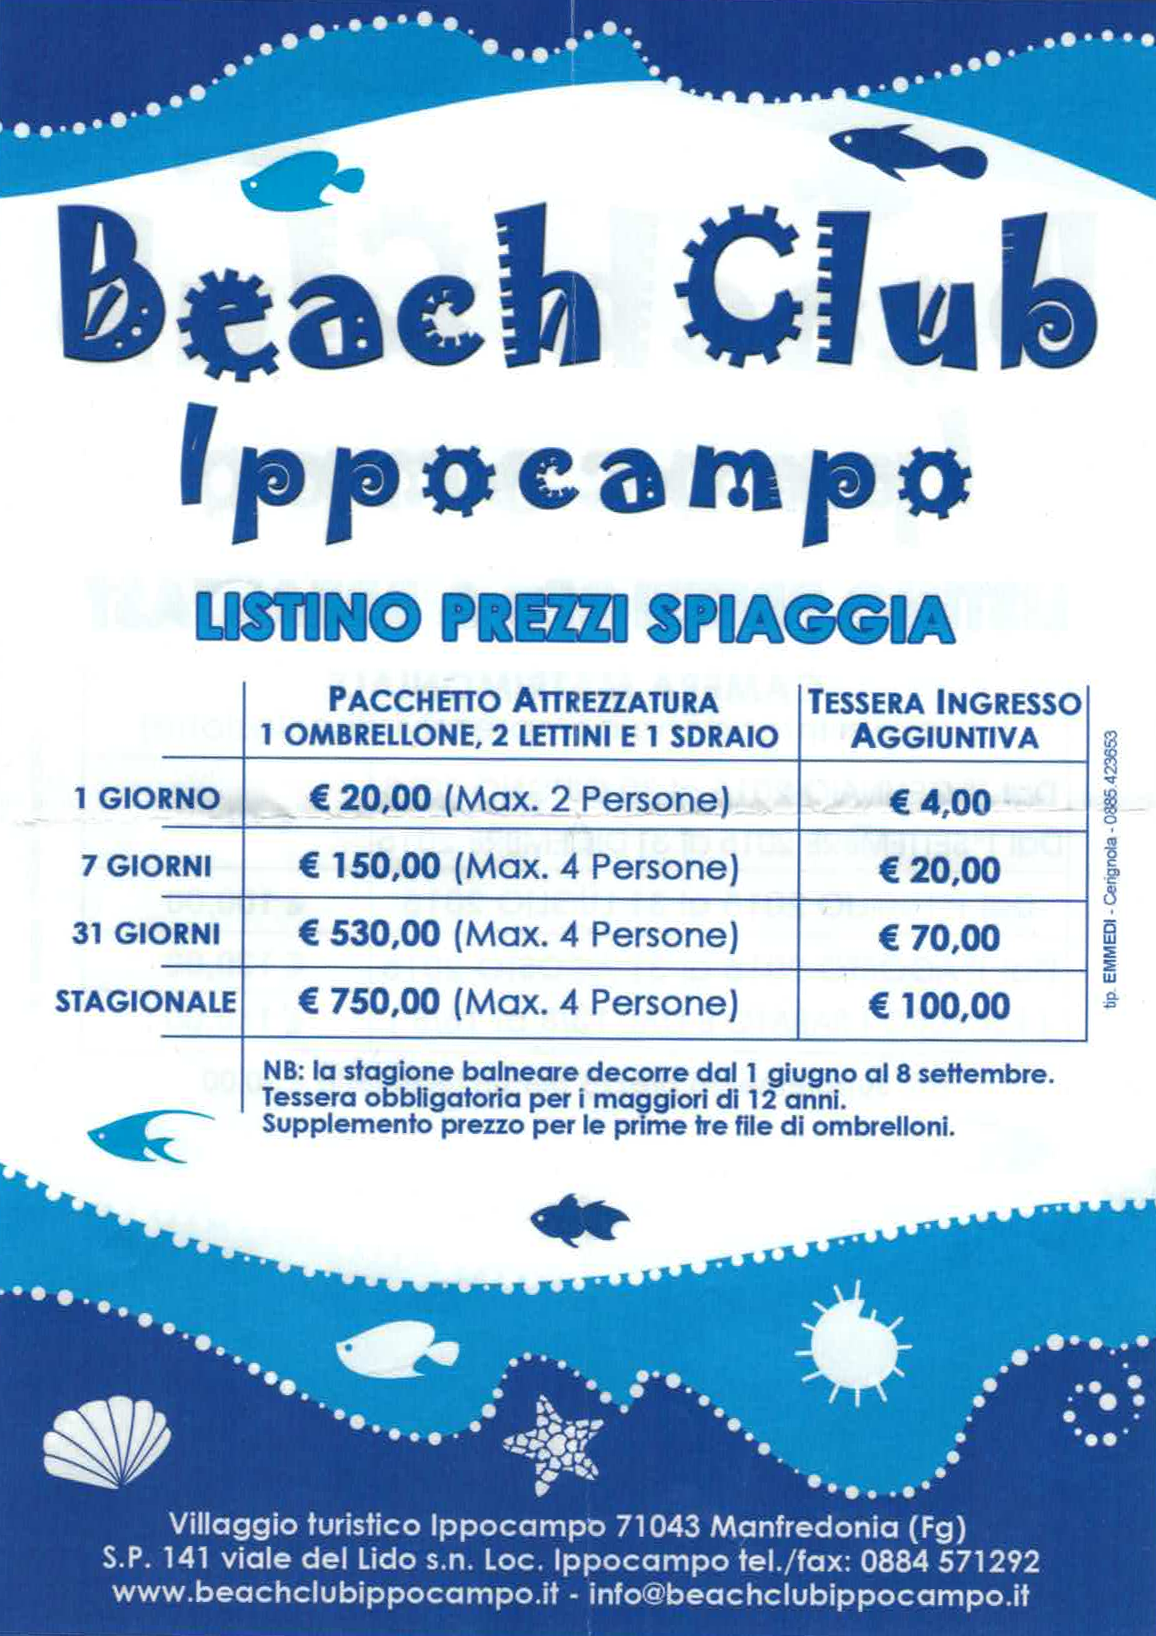 Beach Club
Ippocampo
LISTINO PREZZI SPIAGGIA
PACCHETTO ATTREZZATURA
1 OMBRELLONE, 2 LETTINI E 1 SDRAIO
TESSERA INGRESSO
AGGIUNTIVA
1 GIORNO € 20,00 (Max. 2 Persone) € 4,00
7 GIORNI € 150,00 (Max. 4 Persone) € 20,00
31 GIORNI € 530,00 (Max. 4 Persone) € 70,00
STAGIONALE € 750,00 (Max. 4 Persone) € 100,00
NB: la stagione balneare decorre dal 1 giugno al 8 settembre.
Tessera obbligatoria per i maggiori di 12 anni.
Supplemento prezzo per le prime tre file di ombrelloni.
tip. EMMEDI - Cerignola - 0885.423653
Villaggio turistico Ippocampo 71043 Manfredonia (Fg)
S.P. 141 viale del Lido s.n. Loc. Ippocampo tel./fax: 0884 571292
www.beachclubippocampo.it - info@beachclubippocampo.it